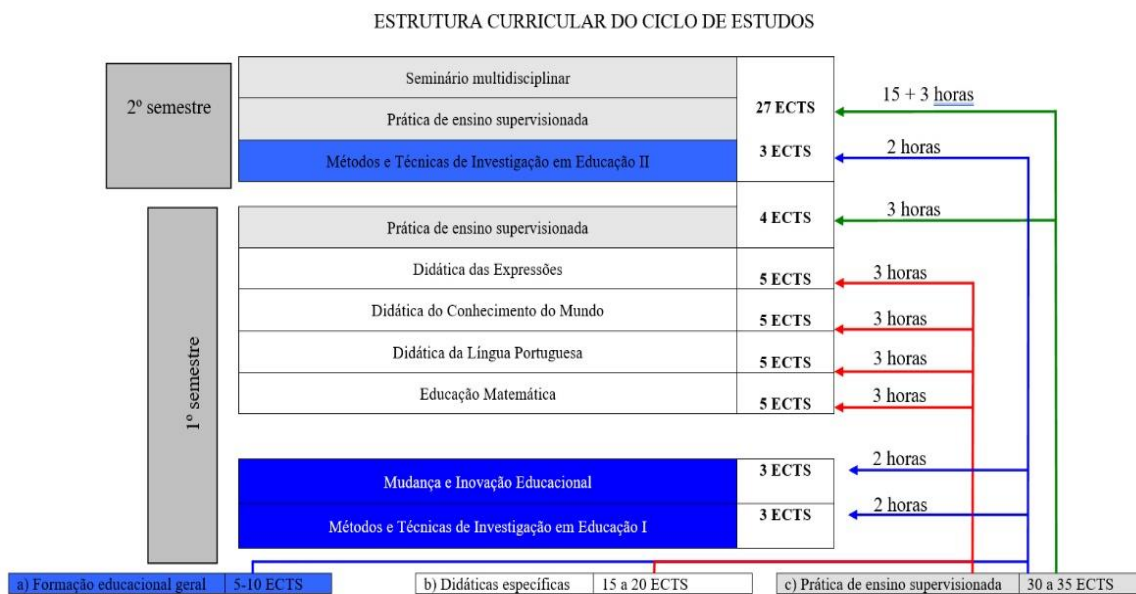 ESTRUTURA CURRICULAR DO CICLO DE ESTUDOS
2º semestre
Seminário multidisciplinar
Prática de ensino supervisionada
27 ECTS
15 + 3 horas
Métodos e Técnicas de Investigação em Educação II
3 ECTS
2 horas
1º semestre
Prática de ensino supervisionada
4 ECTS
3 horas
Didática das Expressões
5 ECTS
3 horas
Didática do Conhecimento do Mundo
5 ECTS
3 horas
Didática da Língua Portuguesa
5 ECTS
3 horas
Educação Matemática
5 ECTS
3 horas
Mudança e Inovação Educacional
3 ECTS
2 horas
Métodos e Técnicas de Investigação em Educação I
3 ECTS
2 horas
a) Formação educacional geral
5-10 ECTS
b) Didáticas específicas
15 a 20 ECTS
c) Prática de ensino supervisionada
30 a 35 ECTS